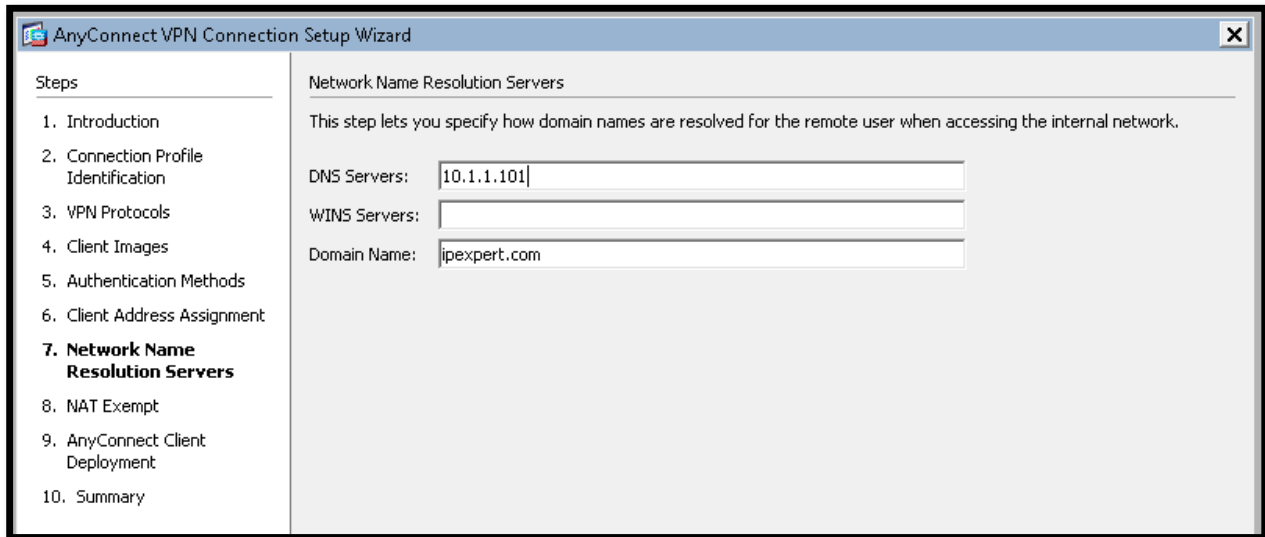 AnyConnect VPN Connection Setup Wizard
Steps
1. Introduction
2. Connection Profile
Identification
3. VPN Protocols
4. Client Images
5. Authentication Methods
6. Client Address Assignment
7. Network Name
Resolution Servers
8. NAT Exempt
9. AnyConnect Client
Deployment
10. Summary
Network Name Resolution Servers
This step lets you specify how domain names are resolved for the remote user when accessing the internal network.
DNS Servers: 10.1.1.101
WINS Servers:
Domain Name: ipexpert.com